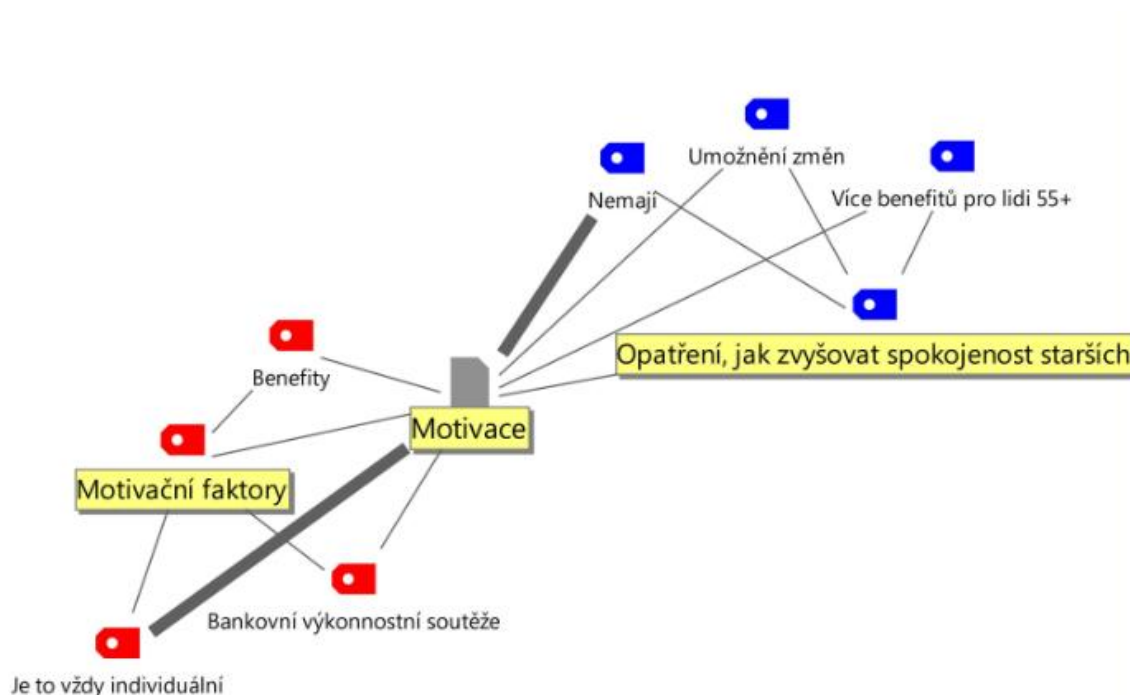 Umožnění změn
Nemají
Více benefitů pro lidi 55+
Opatření, jak zvyšovat spokojenost starších
Benefity
Motivace
Motivační faktory
Bankovní výkonnostní soutěže
Je to vždy individuální